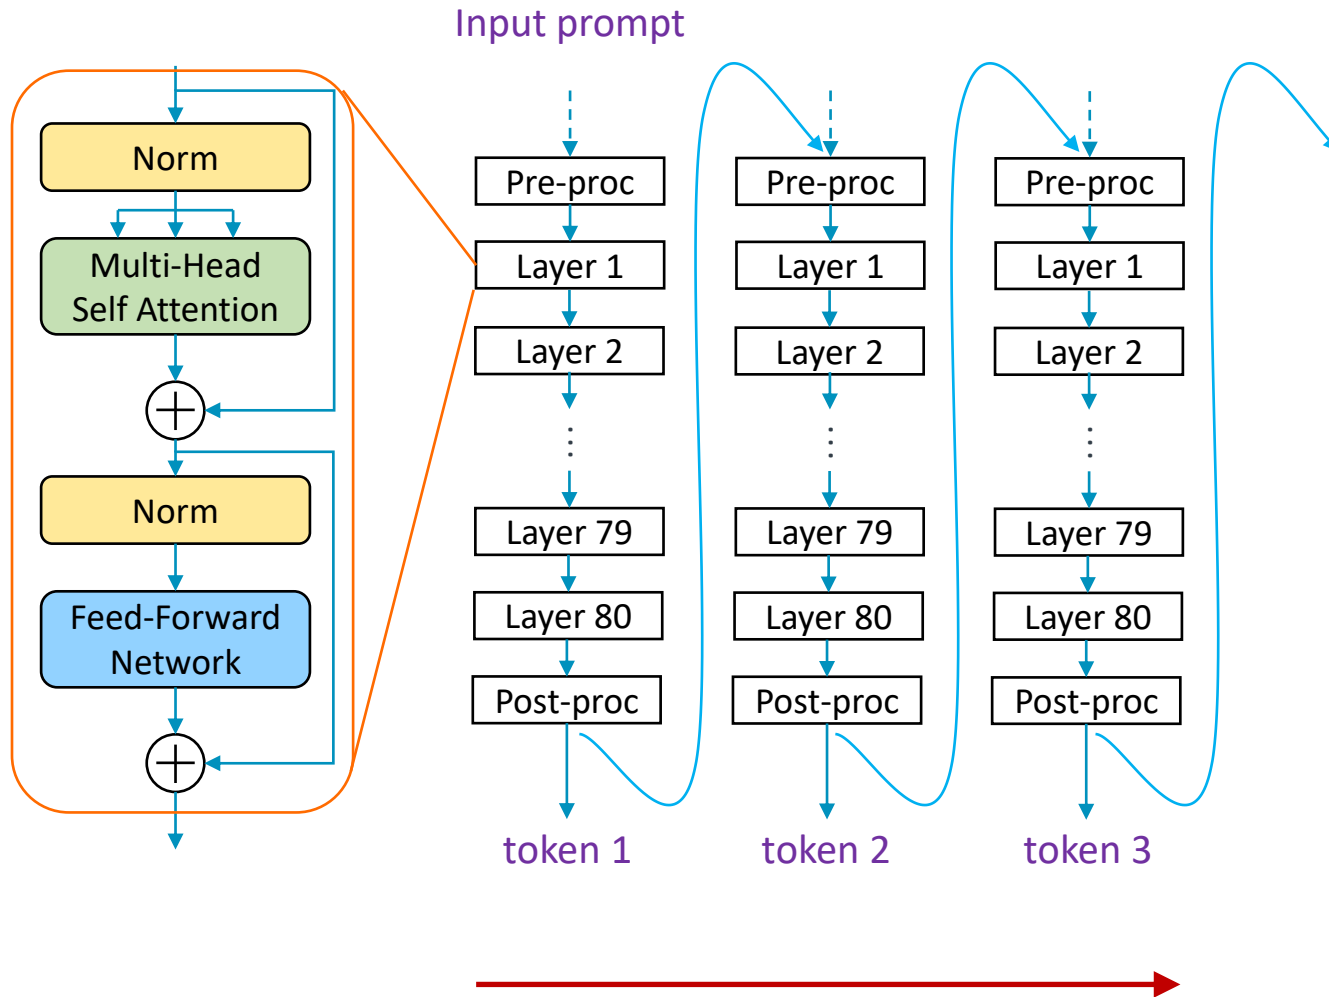 Input prompt
Norm
Multi-Head
Self Attention
Norm
Feed-Forward
Network
Pre-proc
Layer 1
Layer 2
⋮
Layer 79
Layer 80
Post-proc
token 1
Pre-proc
Layer 1
Layer 2
⋮
Layer 79
Layer 80
Post-proc
token 2
Pre-proc
Layer 1
Layer 2
⋮
Layer 79
Layer 80
Post-proc
token 3